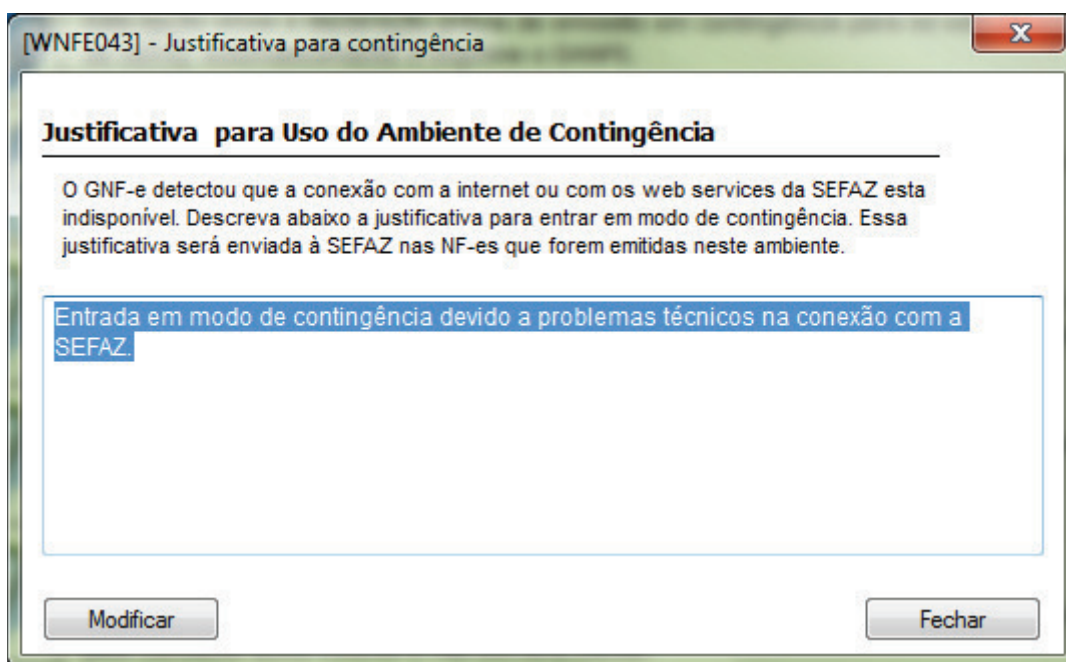 [WNFE043] - Justificativa para contingência
Justificativa para Uso do Ambiente de Contingência
O GNF-e detectou que a conexão com a internet ou com os web services da SEFAZ esta
indisponível. Descreva abaixo a justificativa para entrar em modo de contingência. Essa
justificativa será enviada à SEFAZ nas NF-es que forem emitidas neste ambiente.
Entrada em modo de contingência devido a problemas técnicos na conexão com a
SEFAZ.
Modificar
Fechar